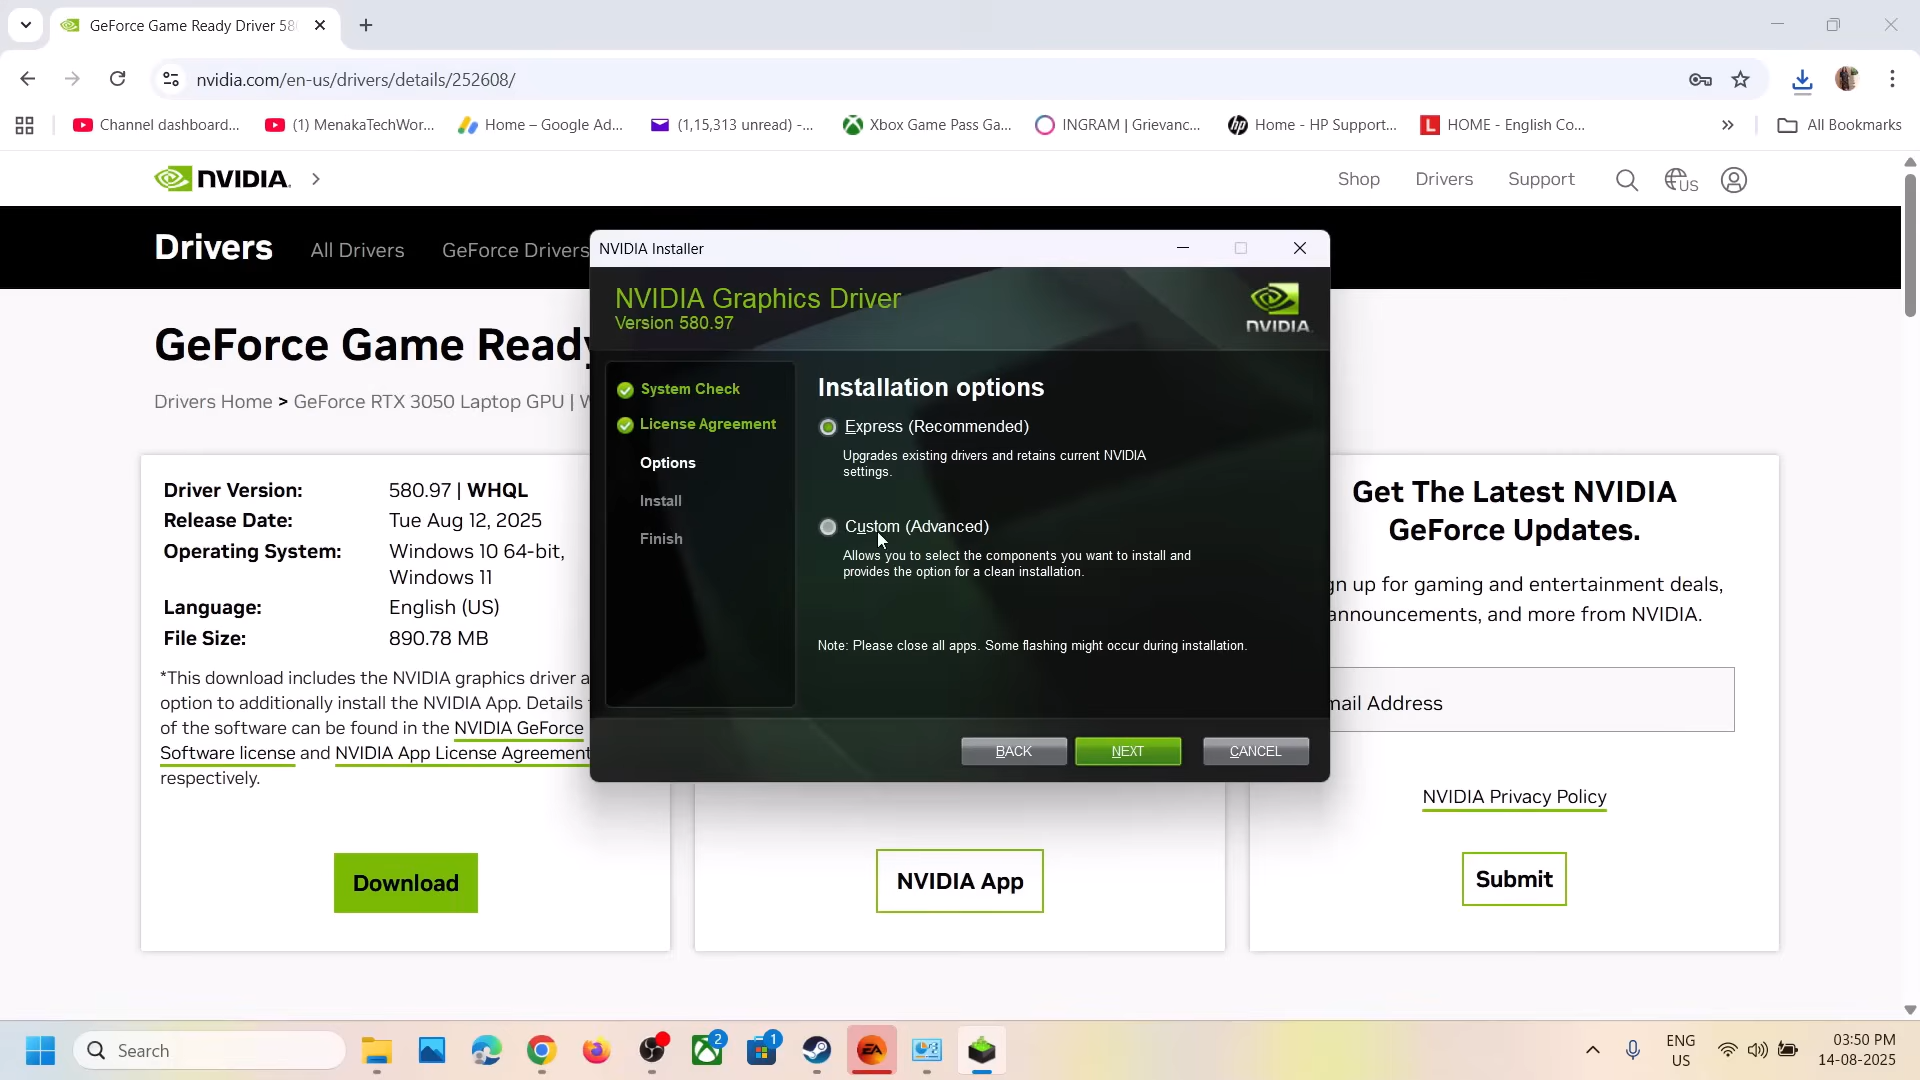 GeForce Game Ready Driver 58
nvidia.com/en-us/drivers/details/252608/
Channel dashboard...
(1) MenakaTechWor...
Home – Google Ad...
(1,15,313 unread) -...
Xbox Game Pass Ga...
INGRAM | Grievanc...
Home - HP Support...
HOME - English Co...
All Bookmarks
NVIDIA.
Shop
Drivers
Support
US
Drivers
All Drivers
GeForce Drivers
NVIDIA Installer
NVIDIA Graphics Driver
Version 580.97
NVIDIA.
GeForce Game Ready
Drivers Home > GeForce RTX 3050 Laptop GPU |
System Check
License Agreement
Options
Install
Finish
Installation options
Express (Recommended)
Upgrades existing drivers and retains current NVIDIA
settings.
Custom (Advanced)
Allows you to select the components you want to install and
provides the option for a clean installation.
Note: Please close all apps. Some flashing might occur during installation.
BACK
NEXT
CANCEL
Driver Version: 580.97 | WHQL
Release Date: Tue Aug 12, 2025
Operating System: Windows 10 64-bit,
Windows 11
Language: English (US)
File Size: 890.78 MB
*This download includes the NVIDIA graphics driver a
option to additionally install the NVIDIA App. Details
of the software can be found in the NVIDIA GeForce
Software license and NVIDIA App License Agreement
respectively.
Download
NVIDIA App
Get The Latest NVIDIA
GeForce Updates.
gn up for gaming and entertainment deals,
announcements, and more from NVIDIA.
mail Address
NVIDIA Privacy Policy
Submit
Search
2
1
EA
ENG
US
03:50 PM
14-08-2025